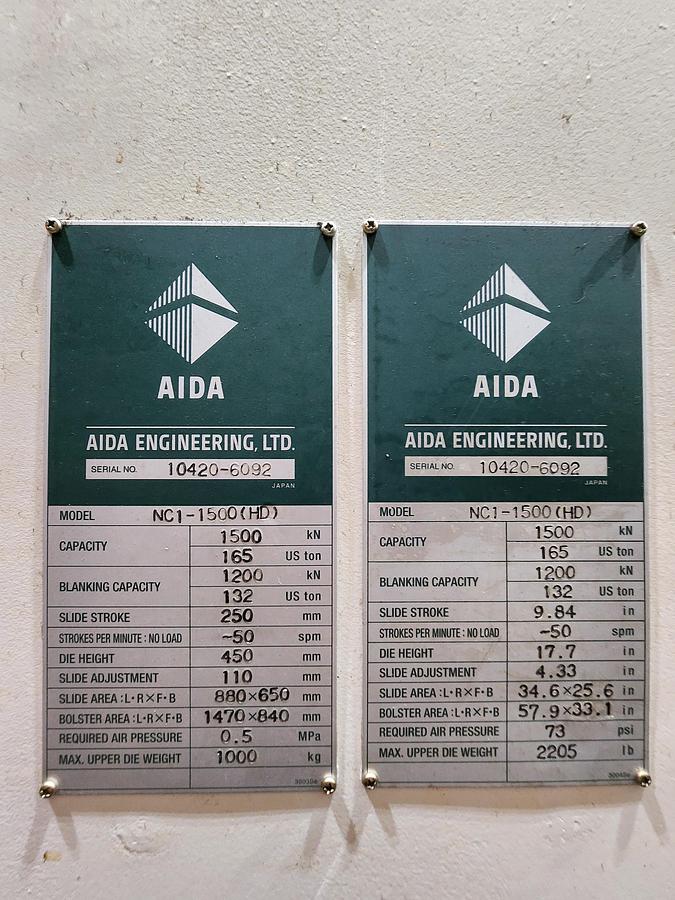 AIDA
AIDA ENGINEERING, LTD.
SERIAL NO. 10420-6092
JAPAN
MODEL NC1-1500(HD)
CAPACITY 1500 kN
165 US ton
BLANKING CAPACITY 1200 kN
132 US ton
SLIDE STROKE 250 mm
STROKES PER MINUTE : NO LOAD ~50 spm
DIE HEIGHT 450 mm
SLIDE ADJUSTMENT 110 mm
SLIDE AREA : L·R×F·B 880×650 mm
BOLSTER AREA : L·R×F·B 1470×840 mm
REQUIRED AIR PRESSURE 0.5 MPa
MAX. UPPER DIE WEIGHT 1000 kg
AIDA
AIDA ENGINEERING, LTD.
SERIAL NO. 10420-6092
JAPAN
MODEL NC1-1500(HD)
CAPACITY 1500 kN
165 US ton
BLANKING CAPACITY 1200 kN
132 US ton
SLIDE STROKE 9.84 in
STROKES PER MINUTE : NO LOAD ~50 spm
DIE HEIGHT 17.7 in
SLIDE ADJUSTMENT 4.33 in
SLIDE AREA : L·R×F·B 34.6×25.6 in
BOLSTER AREA : L·R×F·B 57.9×33.1 in
REQUIRED AIR PRESSURE 73 psi
MAX. UPPER DIE WEIGHT 2205 lb